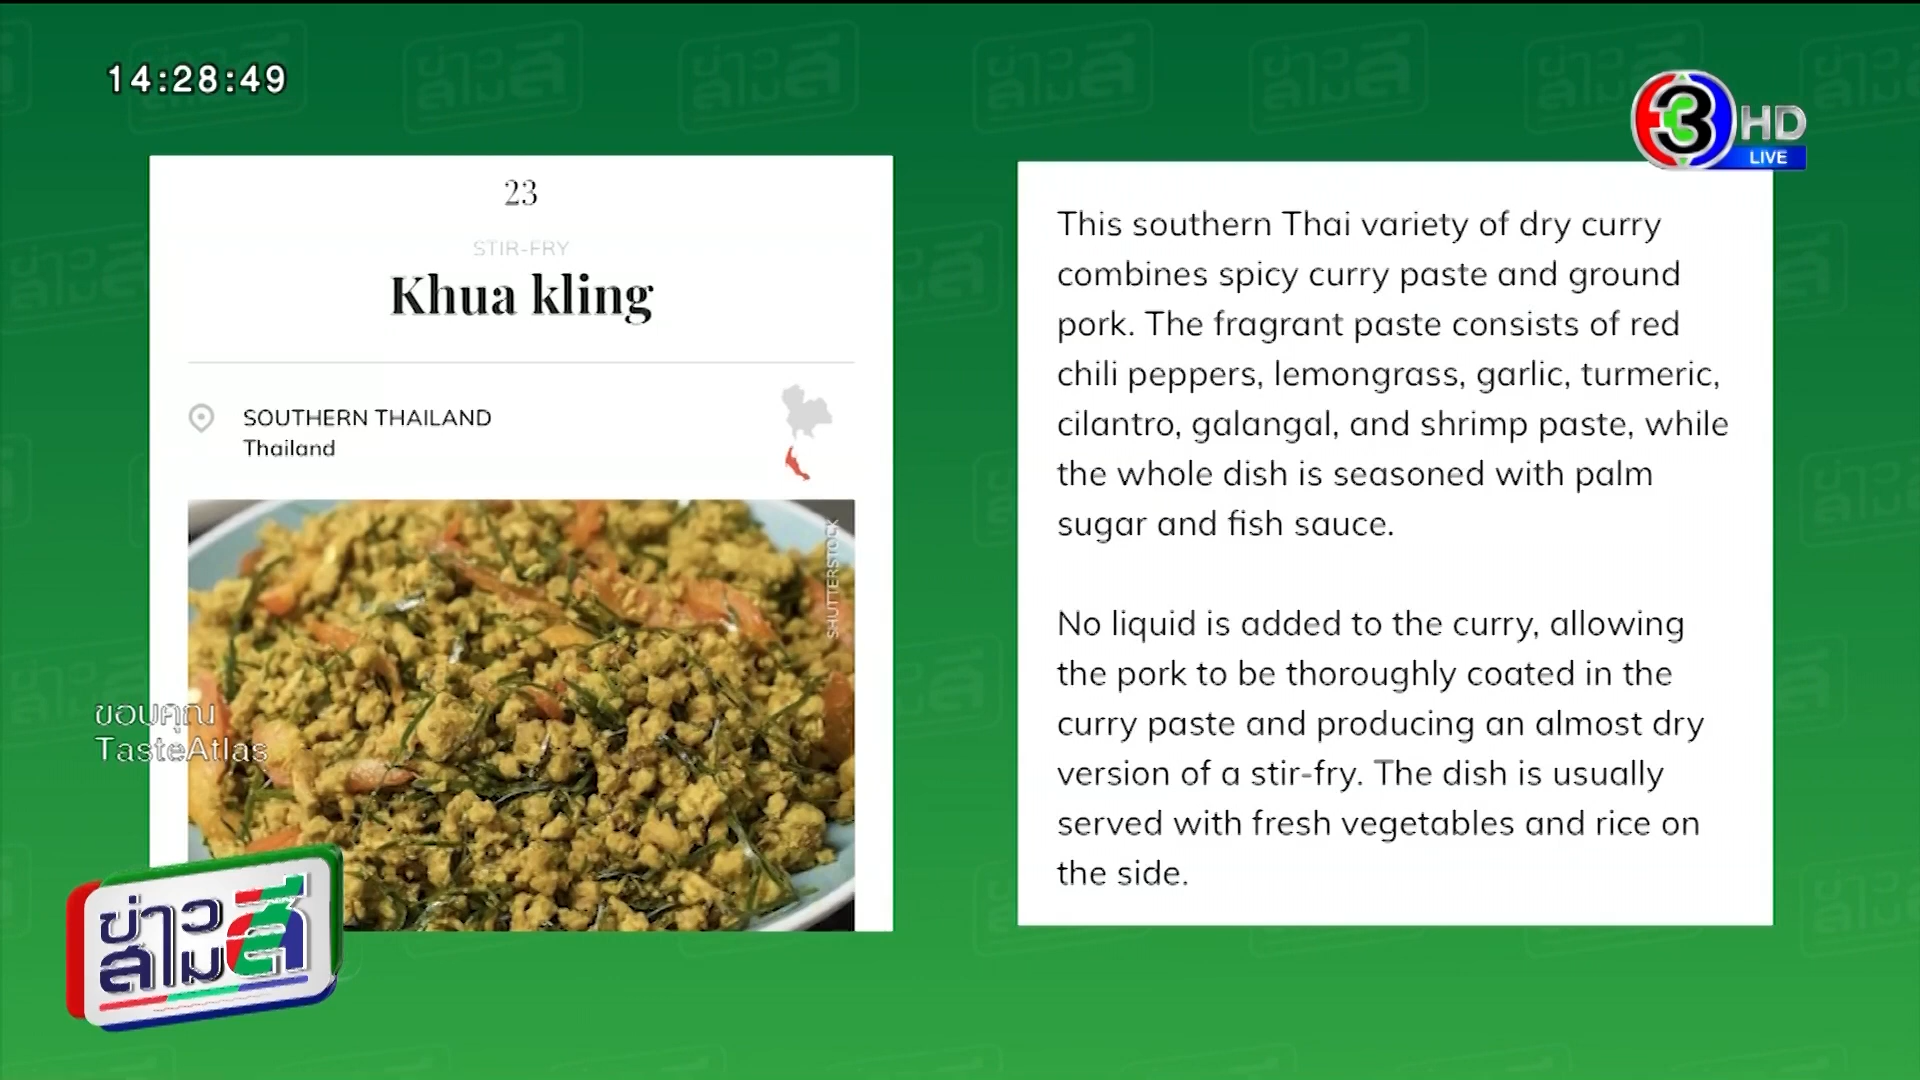 14:28:49
3 HD
LIVE
23
STIR-FRY
Khua kling
SOUTHERN THAILAND
Thailand
SHUTTERSTOCK
ขอบคุณ
TasteAtlas
ข่าว
สามสี
This southern Thai variety of dry curry
combines spicy curry paste and ground
pork. The fragrant paste consists of red
chili peppers, lemongrass, garlic, turmeric,
cilantro, galangal, and shrimp paste, while
the whole dish is seasoned with palm
sugar and fish sauce.
No liquid is added to the curry, allowing
the pork to be thoroughly coated in the
curry paste and producing an almost dry
version of a stir-fry. The dish is usually
served with fresh vegetables and rice on
the side.